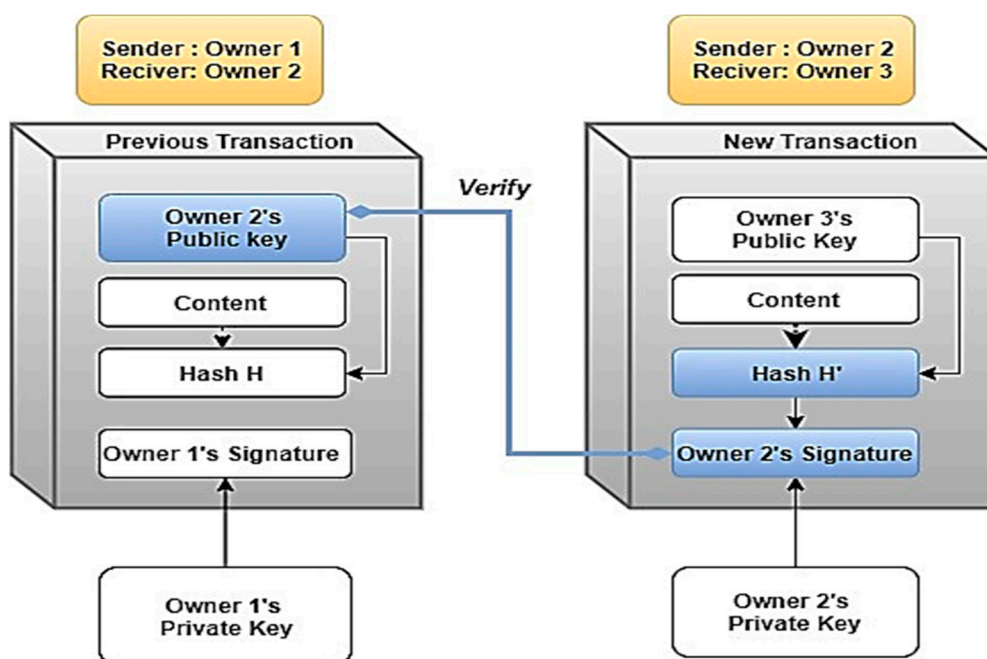 Sender : Owner 1
Reciver: Owner 2
Previous Transaction
Owner 2's
Public key
Content
Hash H
Owner 1's Signature
Owner 1's
Private Key
Verify
Sender : Owner 2
Reciver: Owner 3
New Transaction
Owner 3's
Public Key
Content
Hash H'
Owner 2's Signature
Owner 2's
Private Key